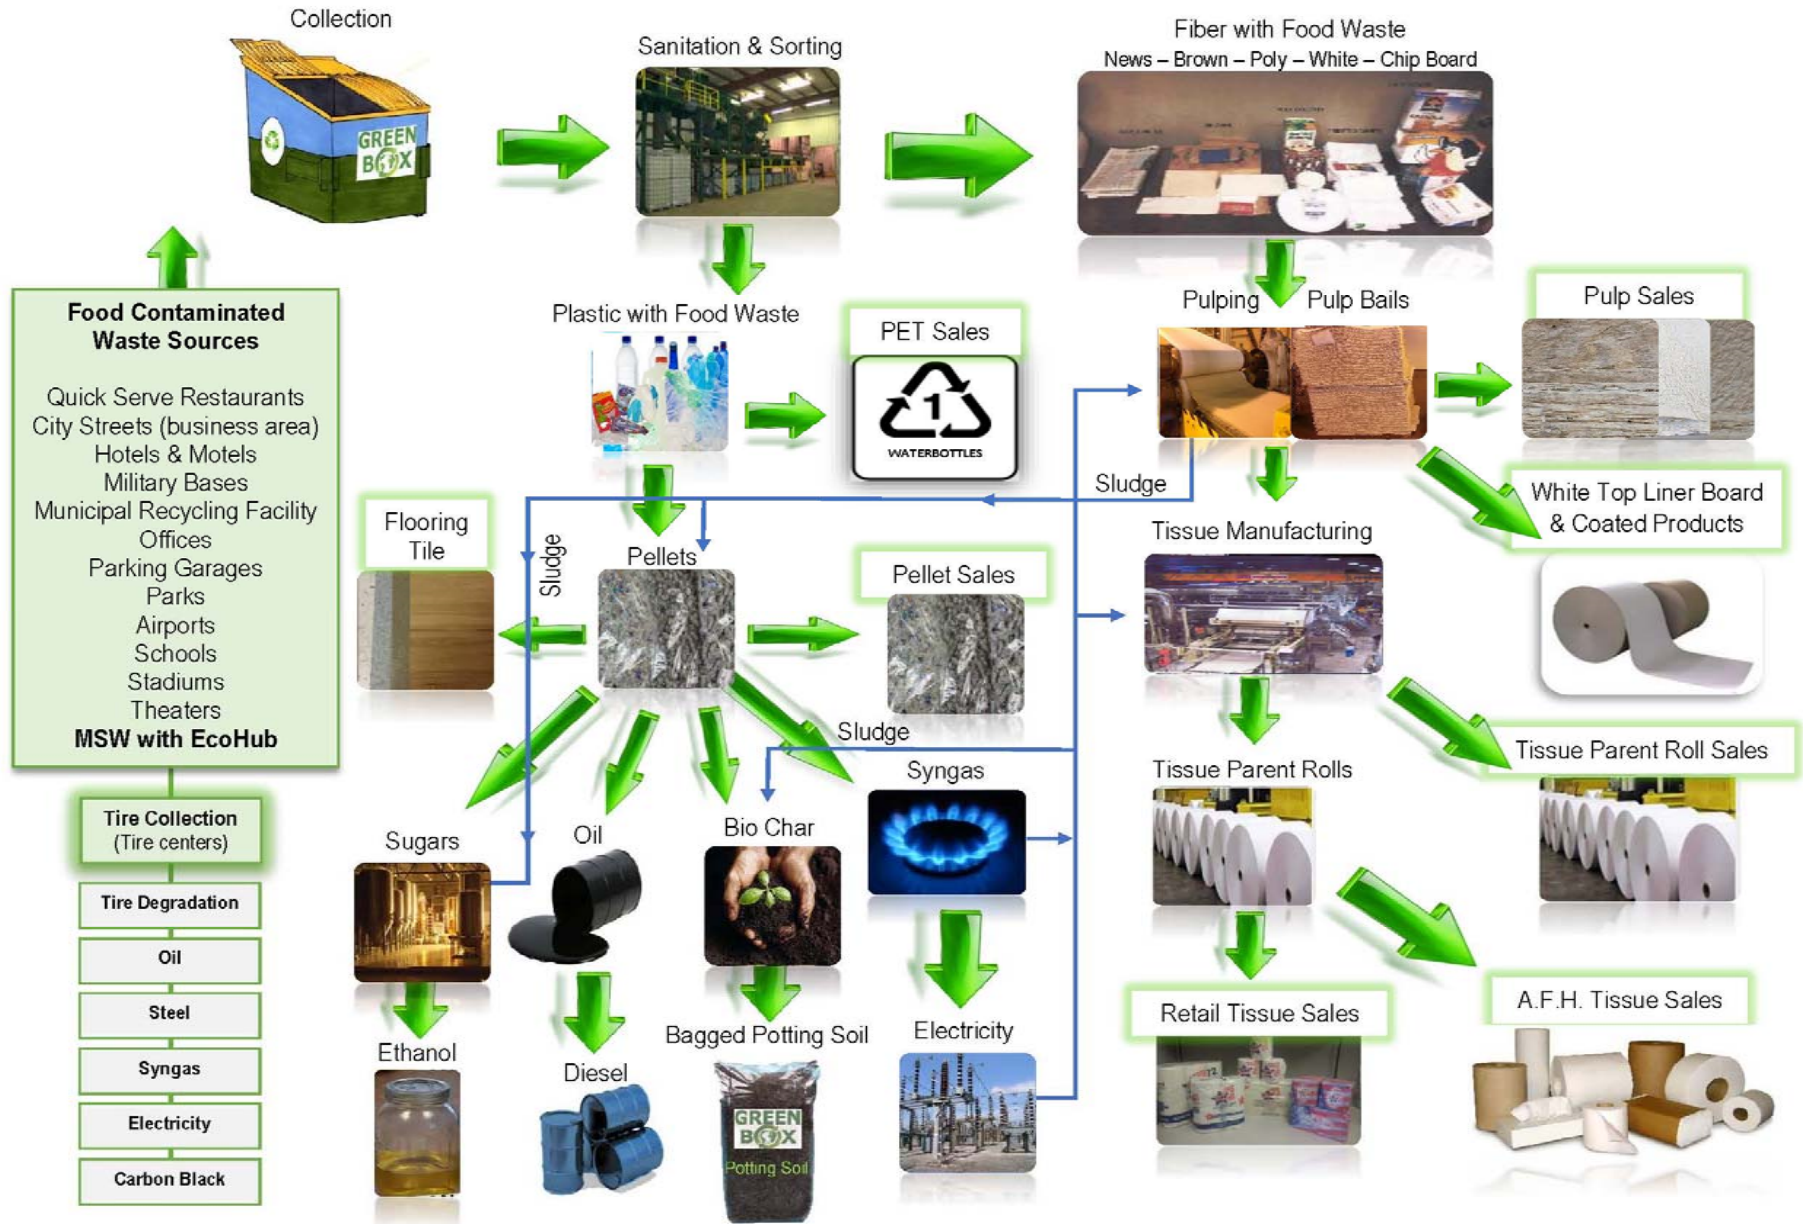 Collection
Sanitation & Sorting
Fiber with Food Waste
News – Brown – Poly – White – Chip Board
GREEN
BOX
Food Contaminated
Waste Sources
Quick Serve Restaurants
City Streets (business area)
Hotels & Motels
Military Bases
Municipal Recycling Facility
Offices
Parking Garages
Parks
Airports
Schools
Stadiums
Theaters
MSW with EcoHub
Tire Collection
(Tire centers)
Tire Degradation
Oil
Steel
Syngas
Electricity
Carbon Black
Plastic with Food Waste
PET Sales
1
WATERBOTTLES
Pulping
Pulp Bails
Pulp Sales
Sludge
White Top Liner Board
& Coated Products
Flooring
Tile
Sludge
Pellets
Pellet Sales
Tissue Manufacturing
Sludge
Syngas
Tissue Parent Rolls
Tissue Parent Roll Sales
Sugars
Oil
Bio Char
Ethanol
Diesel
Bagged Potting Soil
GREEN
BOX
Potting Soil
Electricity
Retail Tissue Sales
A.F.H. Tissue Sales